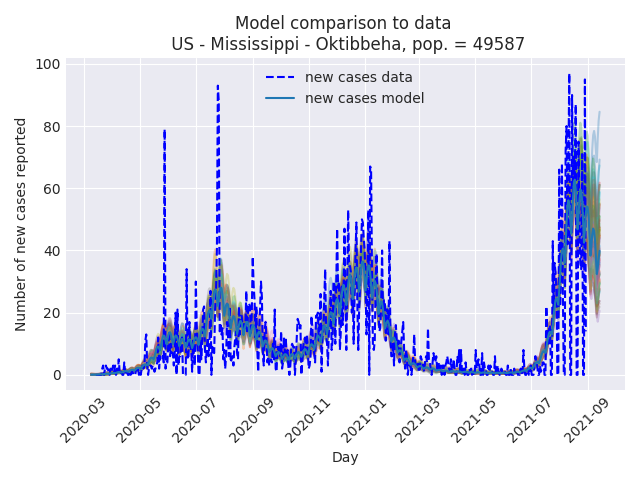 Model comparison to data
US - Mississippi - Oktibbeha, pop. = 49587
new cases data
new cases model
Number of new cases reported
100
80
60
40
20
0
2020-03
2020-05
2020-07
2020-09
2020-11
2021-01
2021-03
2021-05
2021-07
2021-09
Day